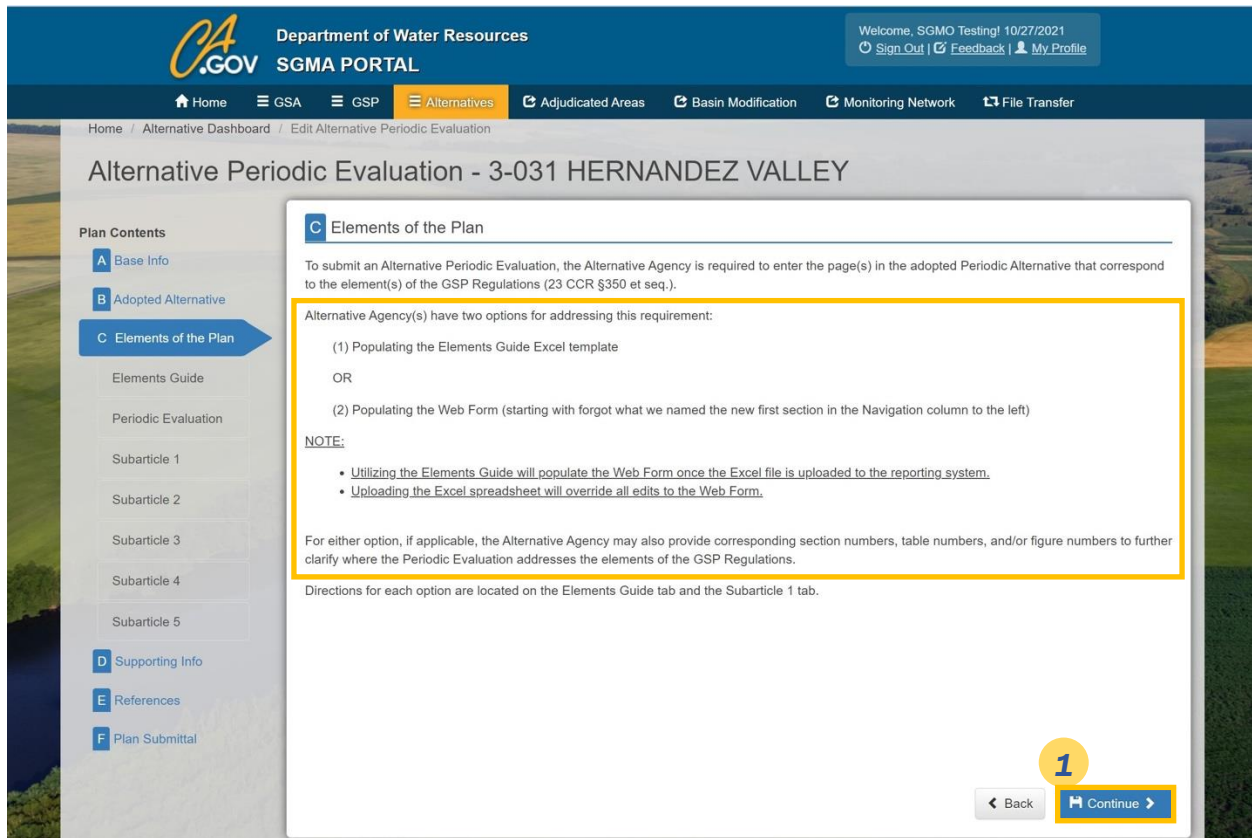 CA
.GOV
Department of Water Resources
SGMA PORTAL
Welcome, SGMO Testing! 10/27/2021
Sign Out | Feedback | My Profile
Home GSA GSP Alternatives Adjudicated Areas Basin Modification Monitoring Network File Transfer
Home / Alternative Dashboard / Edit Alternative Periodic Evaluation
Alternative Periodic Evaluation - 3-031 HERNANDEZ VALLEY
Plan Contents
A Base Info
B Adopted Alternative
C Elements of the Plan
Elements Guide
Periodic Evaluation
Subarticle 1
Subarticle 2
Subarticle 3
Subarticle 4
Subarticle 5
D Supporting Info
E References
F Plan Submittal
C Elements of the Plan
To submit an Alternative Periodic Evaluation, the Alternative Agency is required to enter the page(s) in the adopted Periodic Alternative that correspond
to the element(s) of the GSP Regulations (23 CCR §350 et seq.).
Alternative Agency(s) have two options for addressing this requirement:
(1) Populating the Elements Guide Excel template
OR
(2) Populating the Web Form (starting with forgot what we named the new first section in the Navigation column to the left)
NOTE:
• Utilizing the Elements Guide will populate the Web Form once the Excel file is uploaded to the reporting system.
• Uploading the Excel spreadsheet will override all edits to the Web Form.
For either option, if applicable, the Alternative Agency may also provide corresponding section numbers, table numbers, and/or figure numbers to further
clarify where the Periodic Evaluation addresses the elements of the GSP Regulations.
Directions for each option are located on the Elements Guide tab and the Subarticle 1 tab.
1
Back Continue